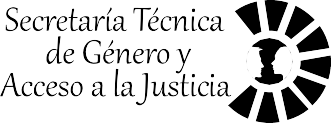 Secretaría Técnica
de Género y
Acceso a la Justicia